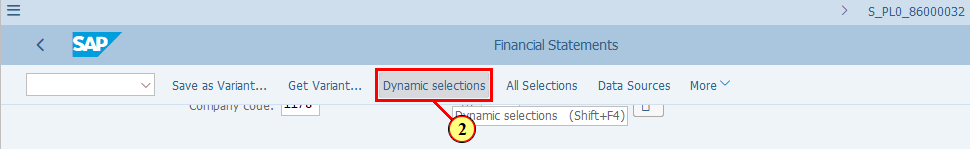 S_PL0_86000032
SAP
Financial Statements
Save as Variant... Get Variant... Dynamic selections All Selections Data Sources More
Company code:
Dynamic selections (Shift+F4)
2